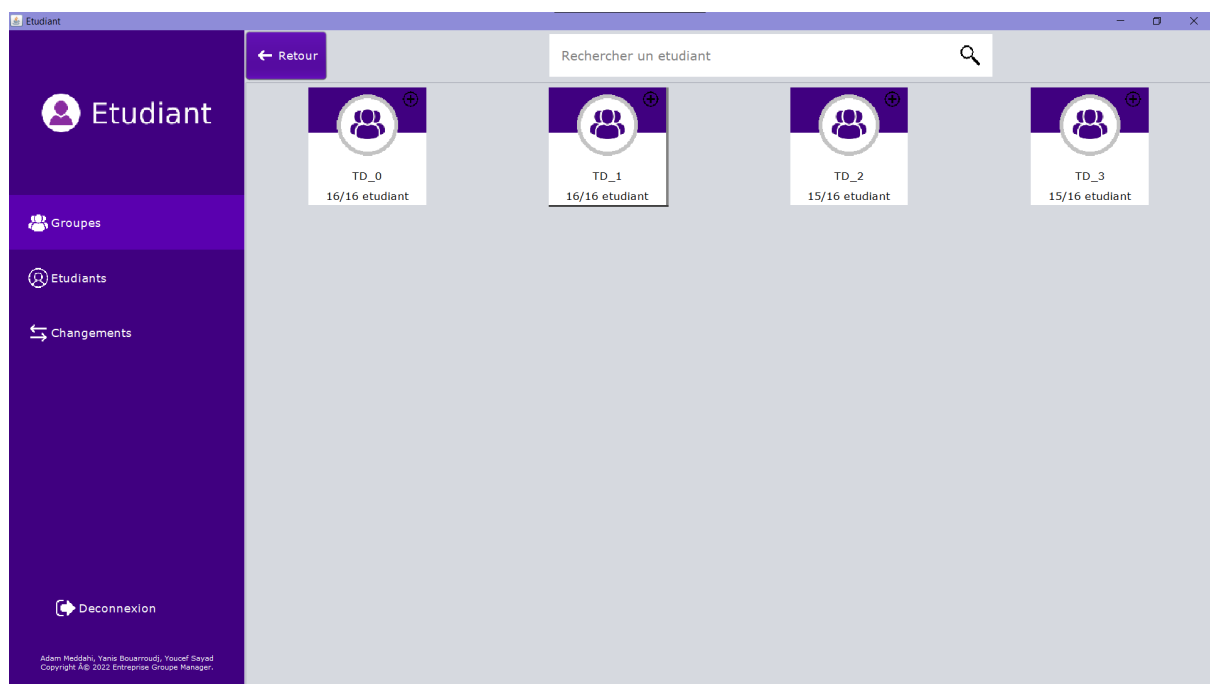 Etudiant
Retour
Rechercher un etudiant
Etudiant
TD_0
16/16 etudiant
TD_1
16/16 etudiant
TD_2
15/16 etudiant
TD_3
15/16 etudiant
Groupes
Etudiants
Changements
Deconnexion
Adam Meddahi, Yanis Bouarroudj, Youcef Sayad
Copyright Â© 2022 Entreprise Groupe Manager.